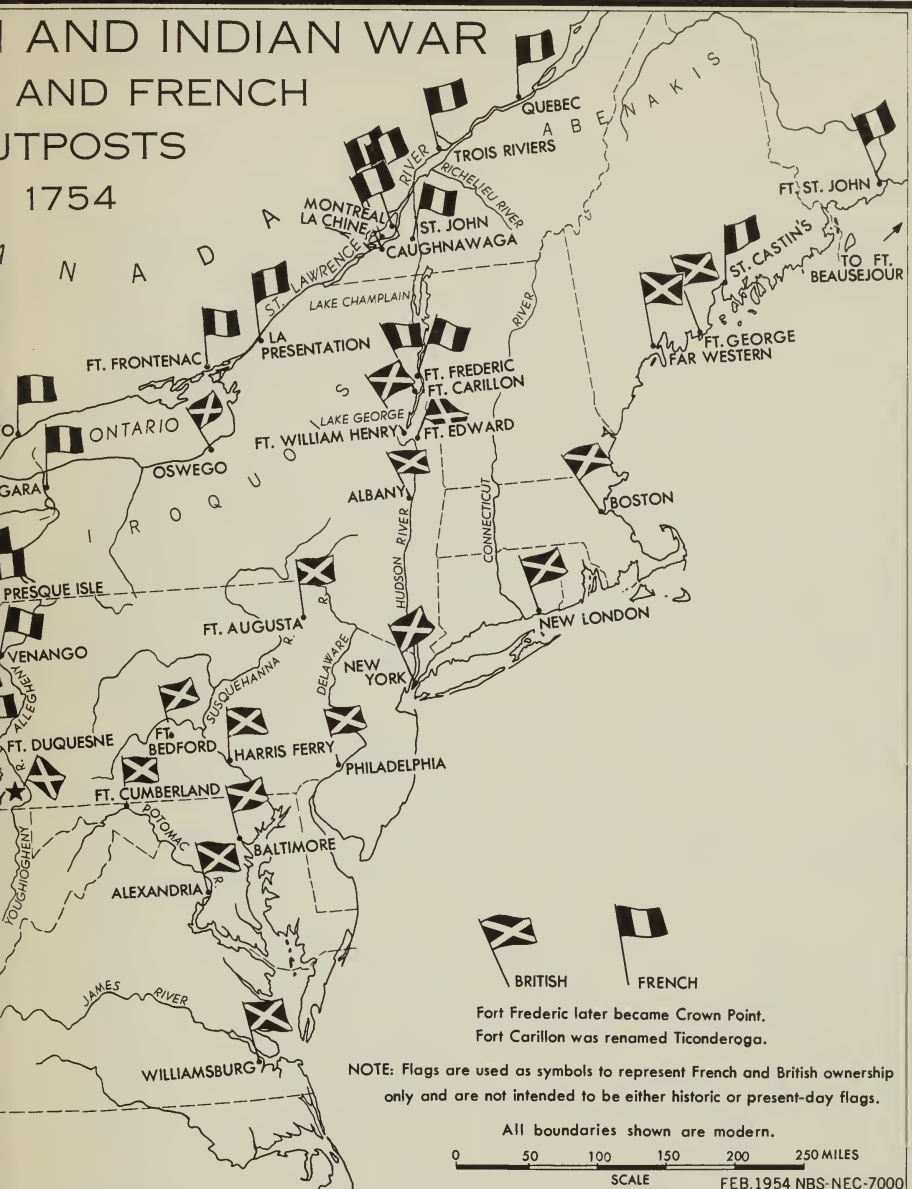 AND INDIAN WAR
AND FRENCH
UTPOSTS
1754
QUEBEC
ABENAKIS
TROIS RIVIERS
RIVER
RICHELIEU RIVER
FT. ST. JOHN
MONTREAL
LA CHINE
ST. JOHN
CAUGHNAWAGA
ST. CASTIN'S
TO FT.
BEAUSEJOUR
N A D A
ST. LAWRENCE
LAKE CHAMPLAIN
RIVER
LA
PRESENTATION
FT. FRONTENAC
FT. GEORGE
FAR WESTERN
FT. FREDERIC
FT. CARILLON
TO
ONTARIO
LAKE GEORGE
FT. WILLIAM HENRY
FT. EDWARD
OSWEGO
IROQUOIS
GARA
ALBANY
BOSTON
HUDSON RIVER
CONNECTICUT
PRESQUE ISLE
FT. AUGUSTA
R.
R.
NEW LONDON
VENANGO
ALLEGHENY
SUSQUEHANNA
DELAWARE
NEW
YORK
FT. DUQUESNE
R.
FT.
BEDFORD
HARRIS FERRY
PHILADELPHIA
FT. CUMBERLAND
POTOMAC
R.
BALTIMORE
YOUGHIOGHENY
ALEXANDRIA
BRITISH
FRENCH
JAMES RIVER
Fort Frederic later became Crown Point.
Fort Carillon was renamed Ticonderoga.
WILLIAMSBURG
NOTE: Flags are used as symbols to represent French and British ownership
only and are not intended to be either historic or present-day flags.
All boundaries shown are modern.
0 50 100 150 200 250 MILES
SCALE
FEB.1954 NBS-NEC-7000